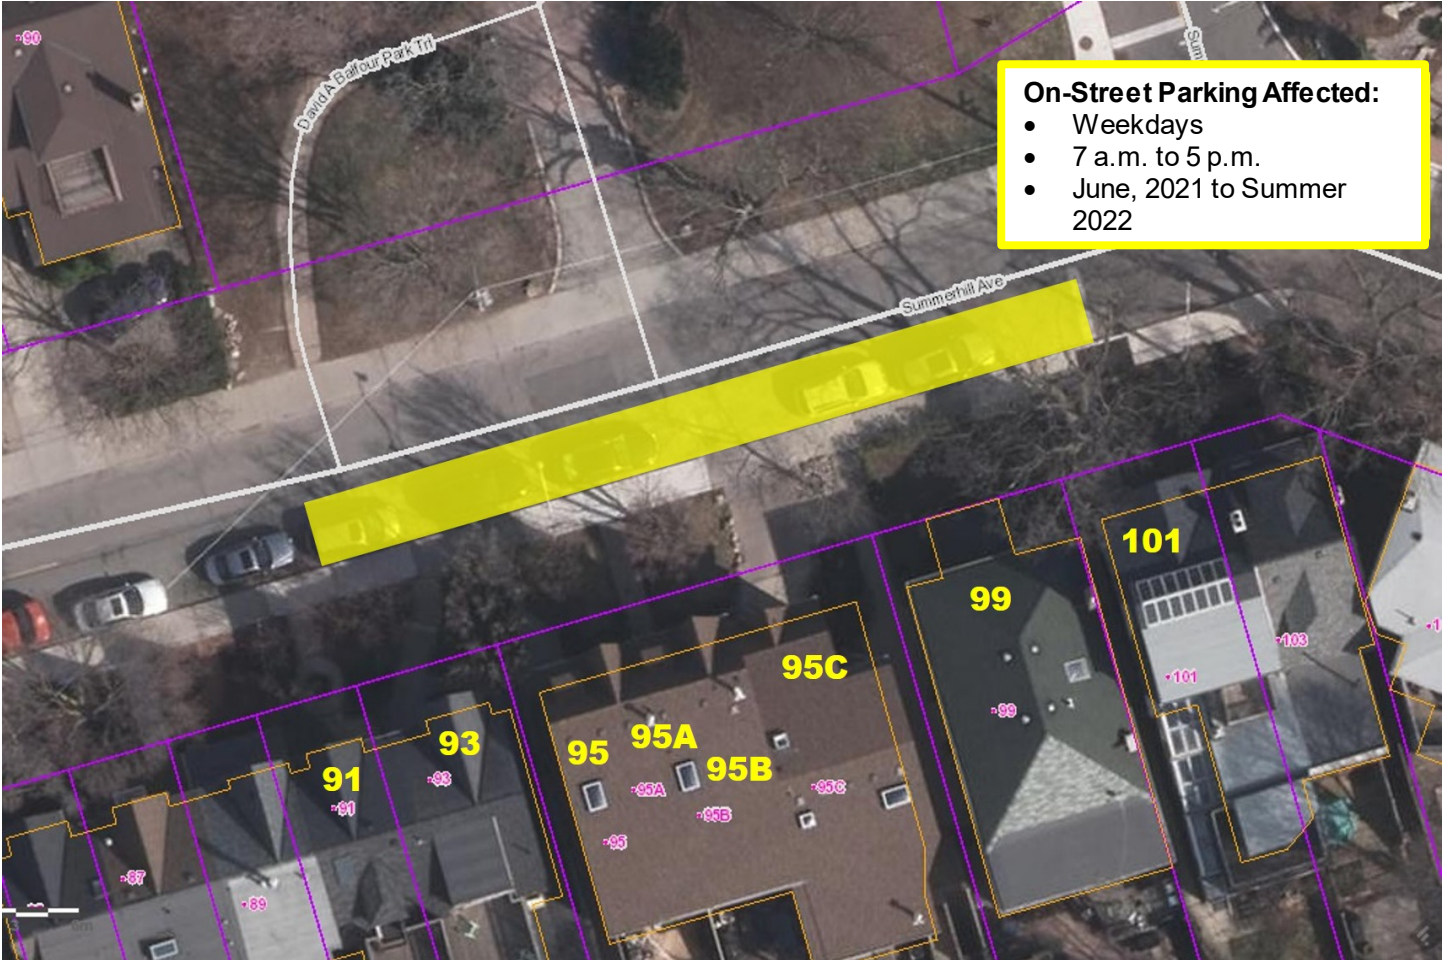 90
David A Balfour Park Trl
Sum
On-Street Parking Affected:
• Weekdays
• 7 a.m. to 5 p.m.
• June, 2021 to Summer
2022
Summerhill Ave
101
99
103
95C
101
95A
99
93
95
95B
91
93
95A
95C
91
95B
95
87
89